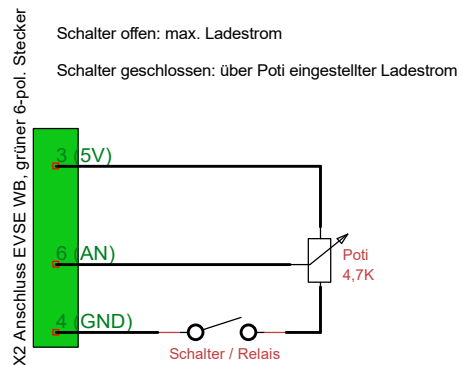 Schalter offen: max. Ladestrom
Schalter geschlossen: über Poti eingestellter Ladestrom
X2 Anschluss EVSE WB, grüner 6-pol. Stecker
3 (5V)
6 (AN)
Poti
4,7K
4 (GND)
Schalter / Relais